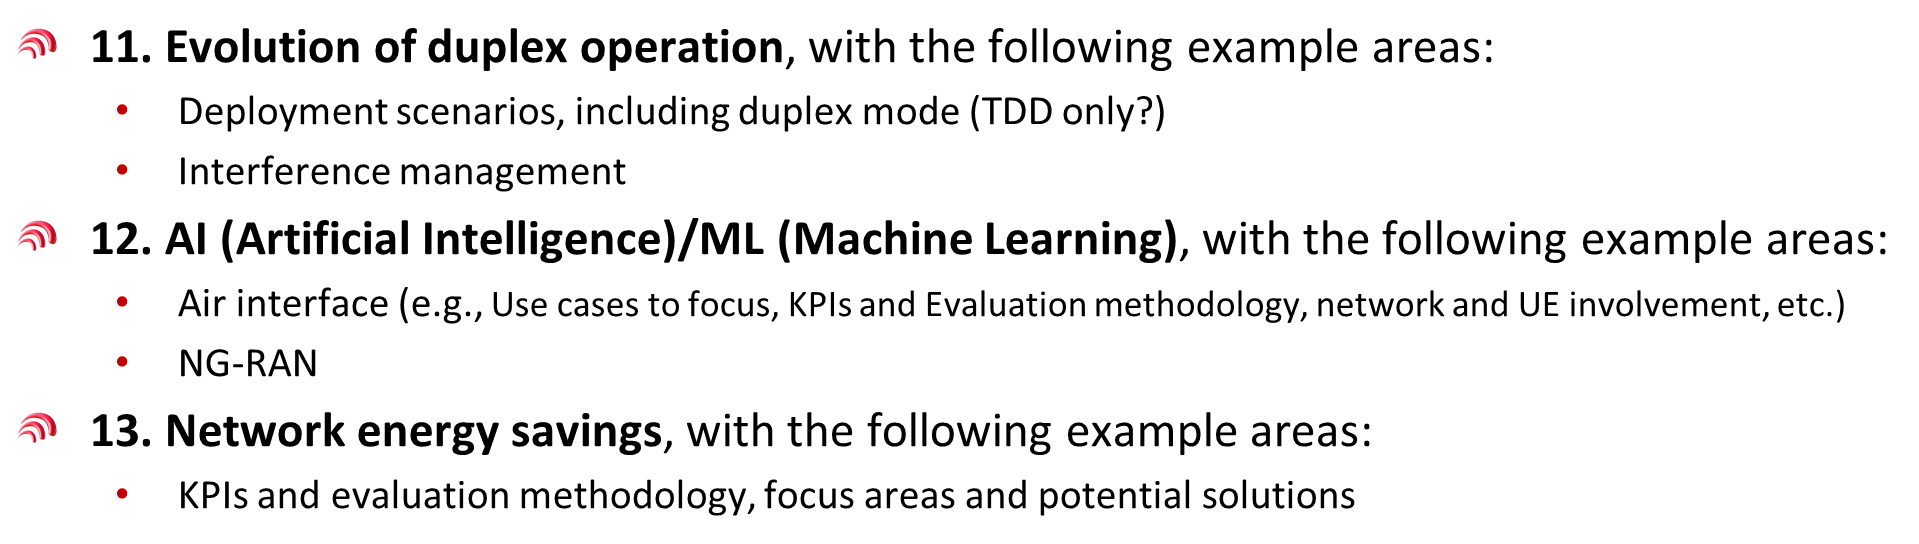 11. Evolution of duplex operation, with the following example areas:
• Deployment scenarios, including duplex mode (TDD only?)
• Interference management
12. AI (Artificial Intelligence)/ML (Machine Learning), with the following example areas:
• Air interface (e.g., Use cases to focus, KPIs and Evaluation methodology, network and UE involvement, etc.)
• NG-RAN
13. Network energy savings, with the following example areas:
• KPIs and evaluation methodology, focus areas and potential solutions